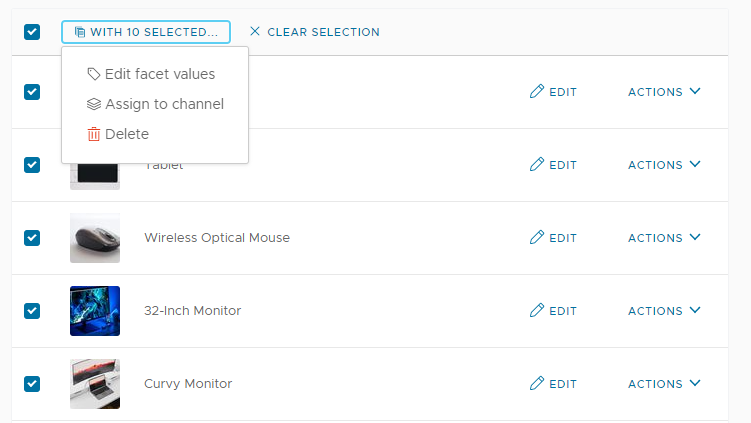 WITH 10 SELECTED... CLEAR SELECTION
Edit facet values
Assign to channel
Delete
EDIT ACTIONS
Tablet EDIT ACTIONS
Wireless Optical Mouse EDIT ACTIONS
32-Inch Monitor EDIT ACTIONS
Curvy Monitor EDIT ACTIONS